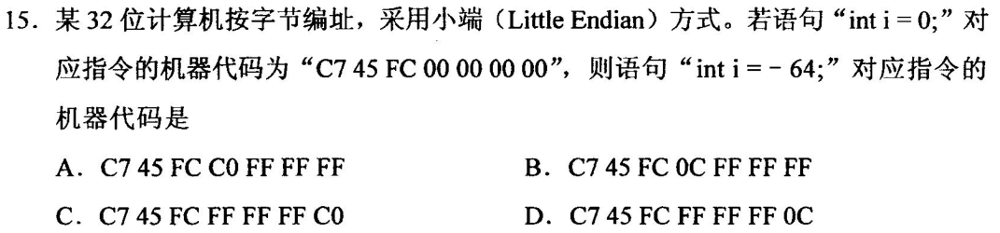 15．某 32 位计算机按字节编址，采用小端（Little Endian）方式。若语句“int i = 0;”对
应指令的机器代码为“C7 45 FC 00 00 00 00”，则语句“int i = − 64;”对应指令的
机器代码是
A．C7 45 FC C0 FF FF FF B．C7 45 FC 0C FF FF FF
C．C7 45 FC FF FF FF C0 D．C7 45 FC FF FF FF 0C